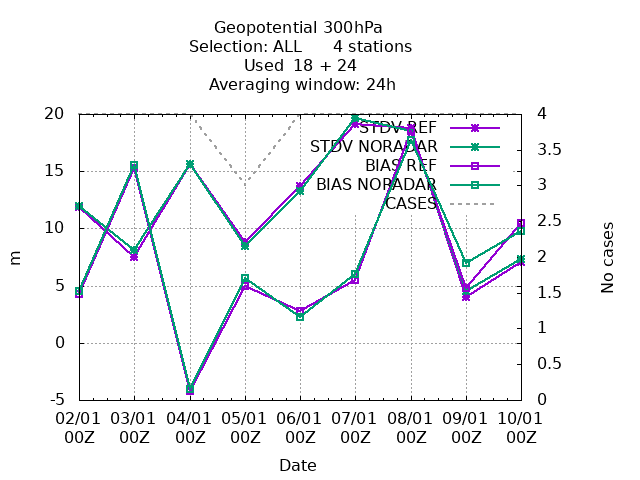 Geopotential 300hPa
Selection: ALL 4 stations
Used 18 + 24
Averaging window: 24h
20
15
10
5
0
-5
m
STDV REF
STDV NORADAR
BIAS REF
BIAS NORADAR
CASES
4
3.5
3
2.5
2
1.5
1
0.5
0
No cases
02/01 03/01 04/01 05/01 06/01 07/01 08/01 09/01 10/01
00Z 00Z 00Z 00Z 00Z 00Z 00Z 00Z 00Z
Date